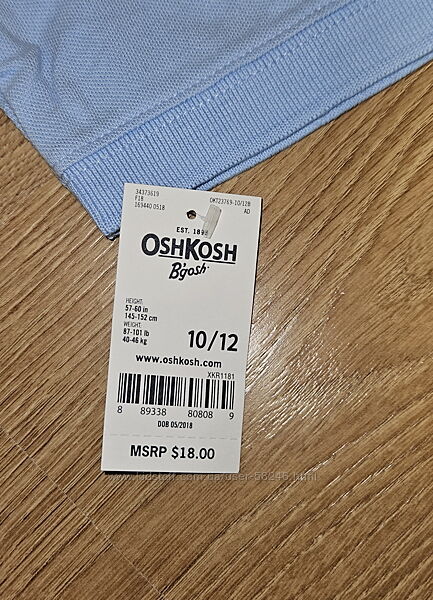 34373619
F18
169440 0518
OKT23769-10/12B
AD
EST. 1895
OSHKOSH
B'gosh
HEIGHT:
57-60 in
145-152 cm
WEIGHT:
87-101 lb
40-46 kg
10/12
www.oshkosh.com
XKR1181
8 89338 80808 9
DOB 05/2018
MSRP $18.00